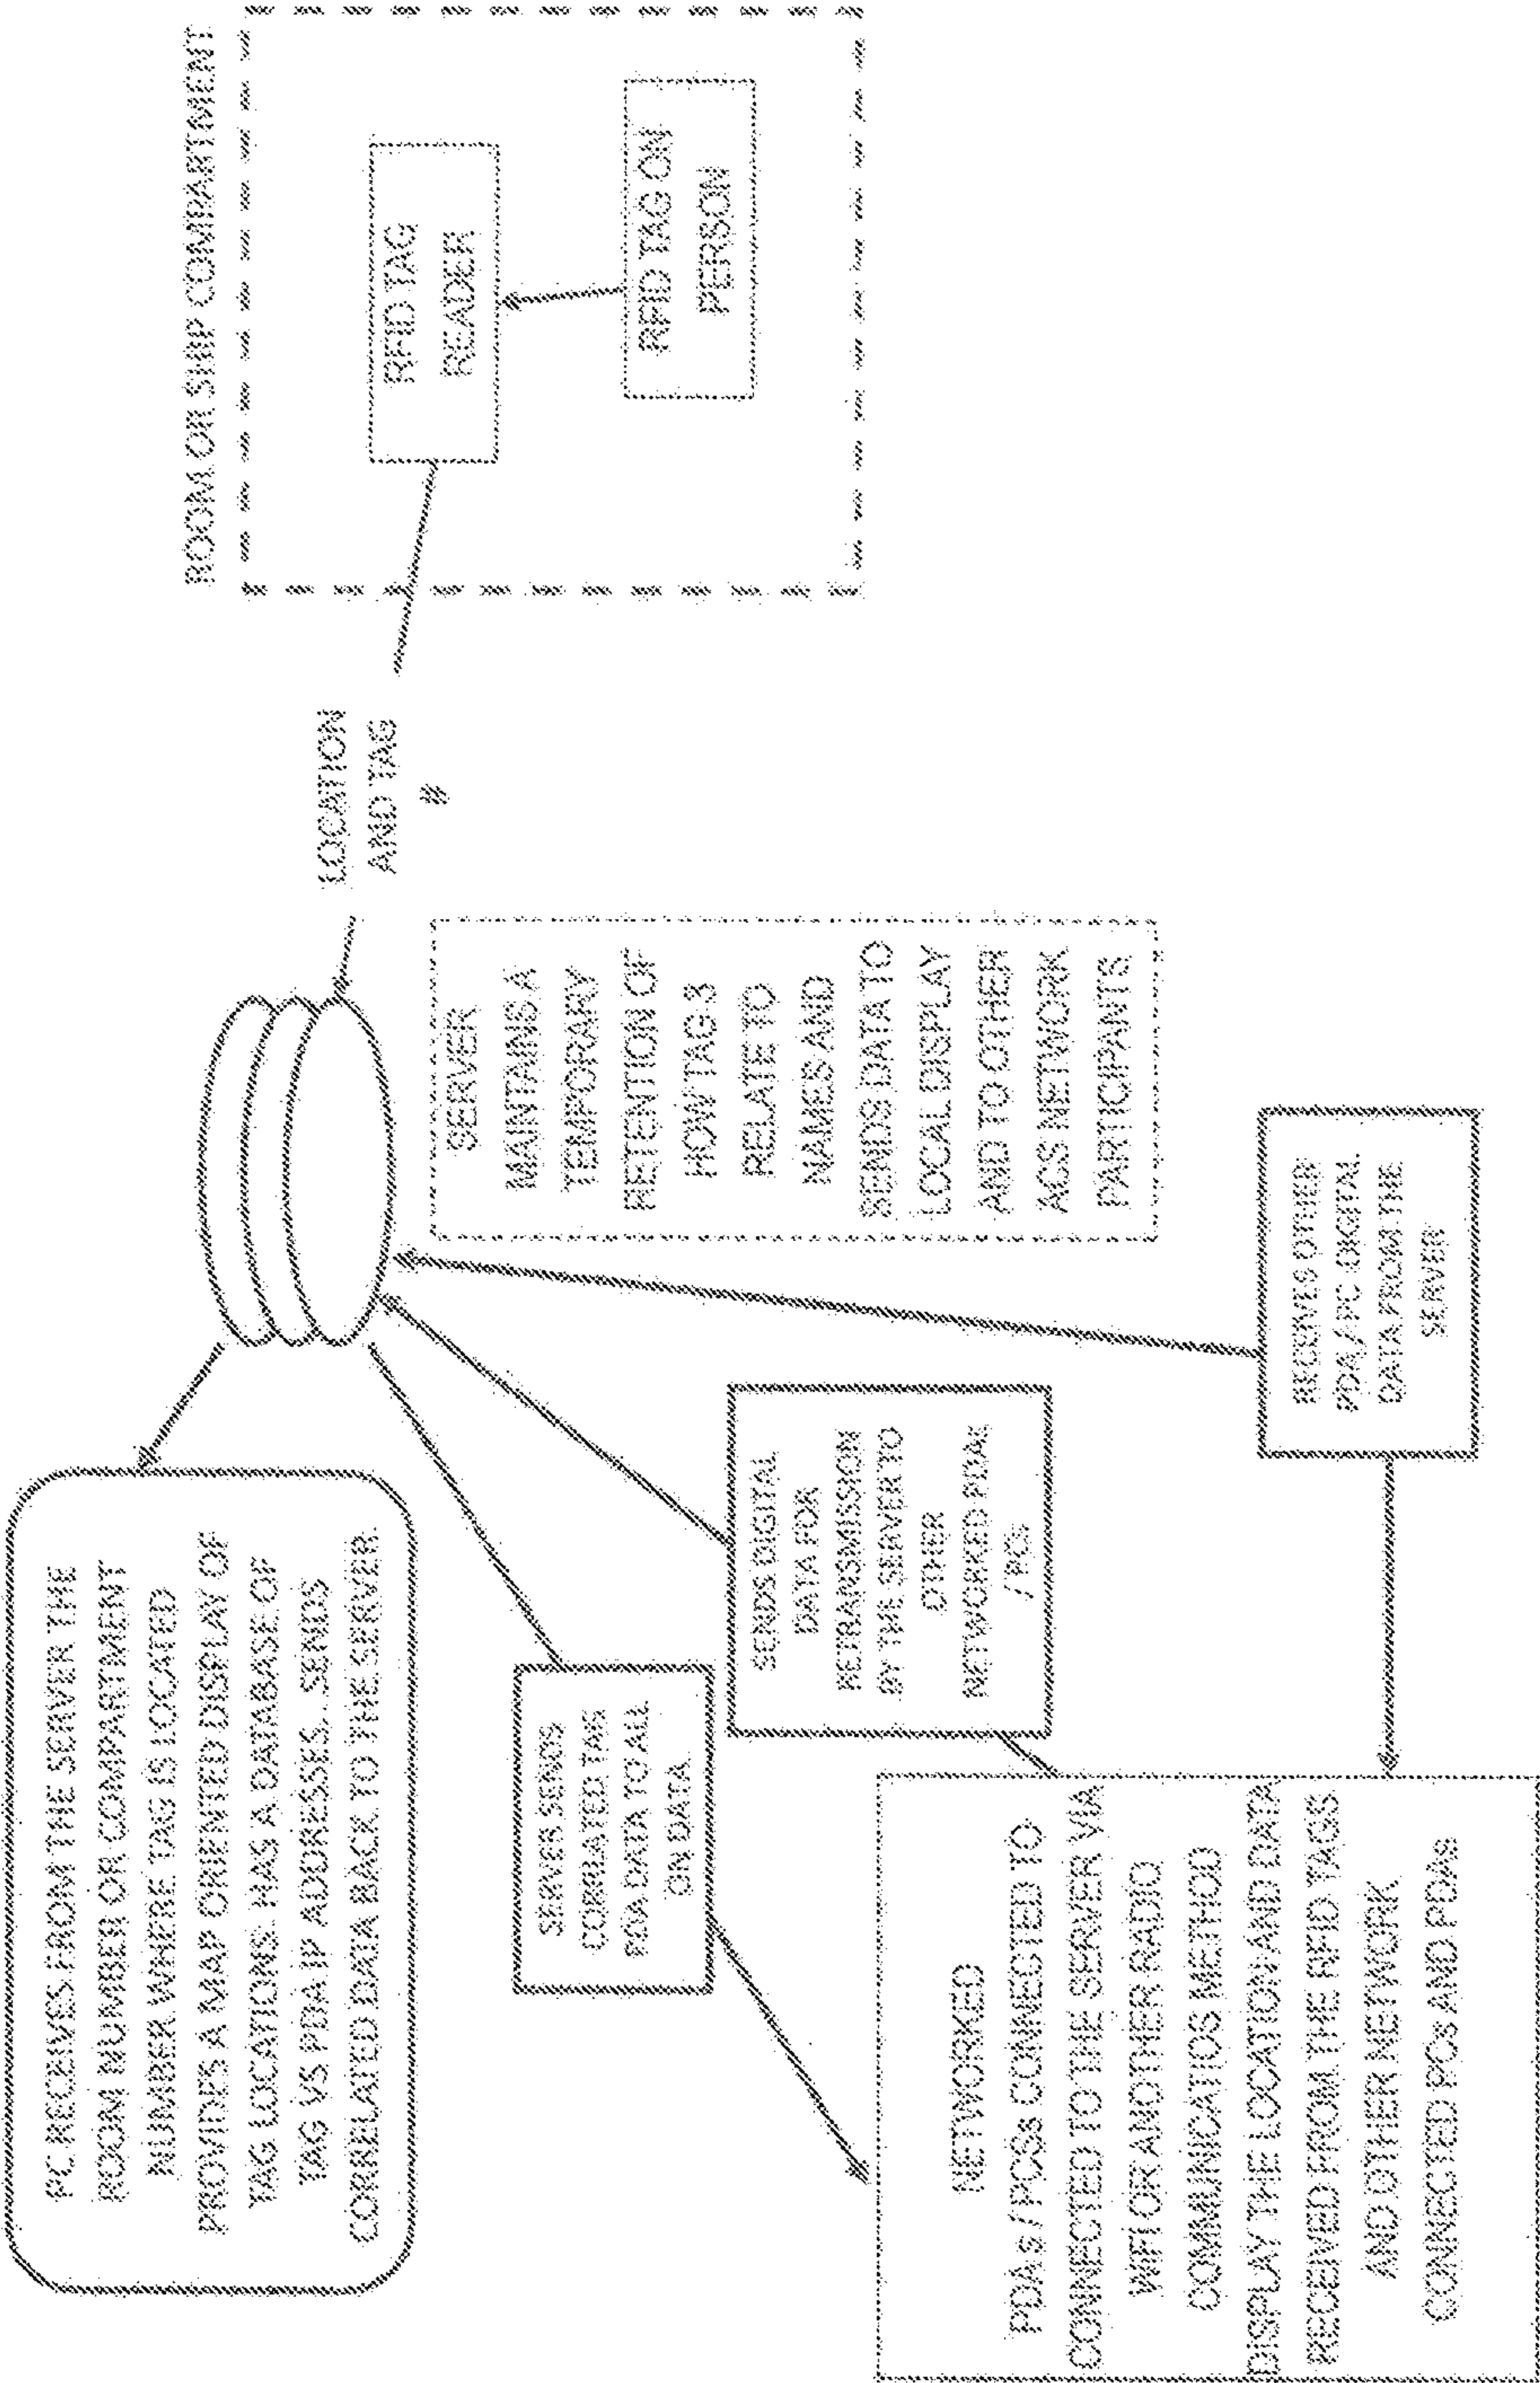 PC RECEIVES FROM THE SERVER THE
ROOM NUMBER OR COMPARTMENT
NUMBER WHERE TAG IS LOCATED
PROVIDES A MAP ORIENTED DISPLAY OF
TAG LOCATIONS. HAS A DATABASE OF
TAG VS PDA IP ADDRESSES. SENDS
CORRELATED DATA BACK TO THE SERVER.
LOCATION
AND TAG
#
ROOM OR SHIP COMPARTMENT
RFID TAG
READER
RFID TAG ON
PERSON
SERVER
MAINTAINS A
TEMPORARY
RETENTION OF
HOW TAG-3
RELATE TO
NAMES AND
SENDS DATA TO
LOCAL DISPLAY
AND TO OTHER
ACS NETWORK
PARTICIPANTS
SERVER SENDS
CORRLATED TAG
PDA DATA TO ALL
ON DATA.
SENDS DIGITAL
DATA FOR
RETRANSMISSION
BY THE SERVER TO
OTHER
NETWORKED PDAs
/ PCs
NETWORKED
PDAs / PCSs CONNECTED TO
CONNECTED TO THE SERVER VIA
WIFI OR ANOTHER RADIO
COMMUNICATIOS METHOD
DISPLAY THE LOCATION AND DATA
RECEIVED FROM THE RFID TAGS
AND OTHER NETWORK
CONNECTED PCs AND PDAs
RECEIVES OTHER
PDA / PC DIGITAL
DATA FROM THE
SERVER